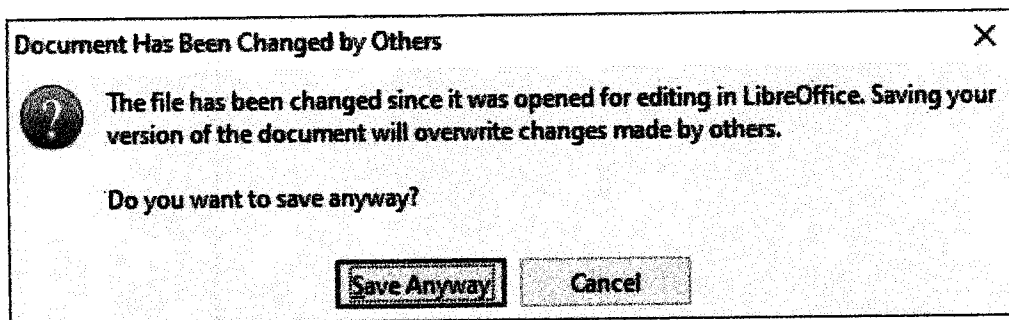 Document Has Been Changed by Others
The file has been changed since it was opened for editing in LibreOffice. Saving your
version of the document will overwrite changes made by others.
Do you want to save anyway?
Save Anyway
Cancel